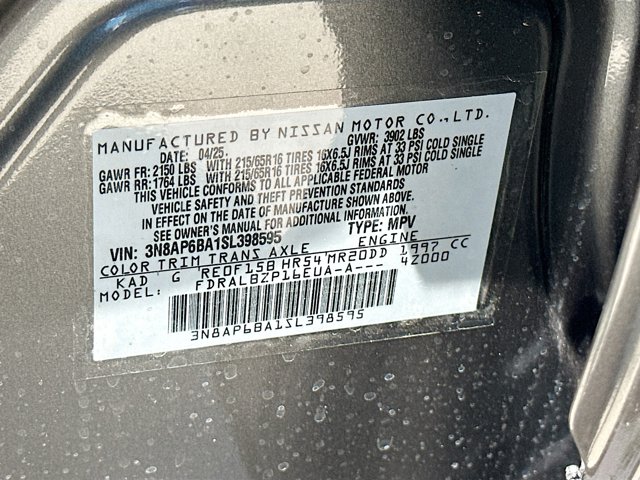 MANUFACTURED BY NISSAN MOTOR CO.,LTD.
DATE: 04/25 GVWR: 3902 LBS
GAWR FR: 2150 LBS WITH 215/65R16 TIRES 16X6.5J RIMS AT 33 PSI COLD SINGLE
GAWR RR: 1764 LBS WITH 215/65R16 TIRES 16X6.5J RIMS AT 33 PSI COLD SINGLE
THIS VEHICLE CONFORMS TO ALL APPLICABLE FEDERAL MOTOR
VEHICLE SAFETY AND THEFT PREVENTION STANDARDS
IN EFFECT ON THE DATE OF MANUFACTURE SHOWN ABOVE.
SEE OWNER'S MANUAL FOR ADDITIONAL INFORMATION.
VIN: 3N8AP6BA1SL398595 TYPE: MPV
COLOR TRIM TRANS AXLE ENGINE
KAD G RE0F15B HR54 MR20DD 1997 CC
MODEL: FDRALBZP16EUA-A--- 4Z000
3N8AP6BA1SL398595